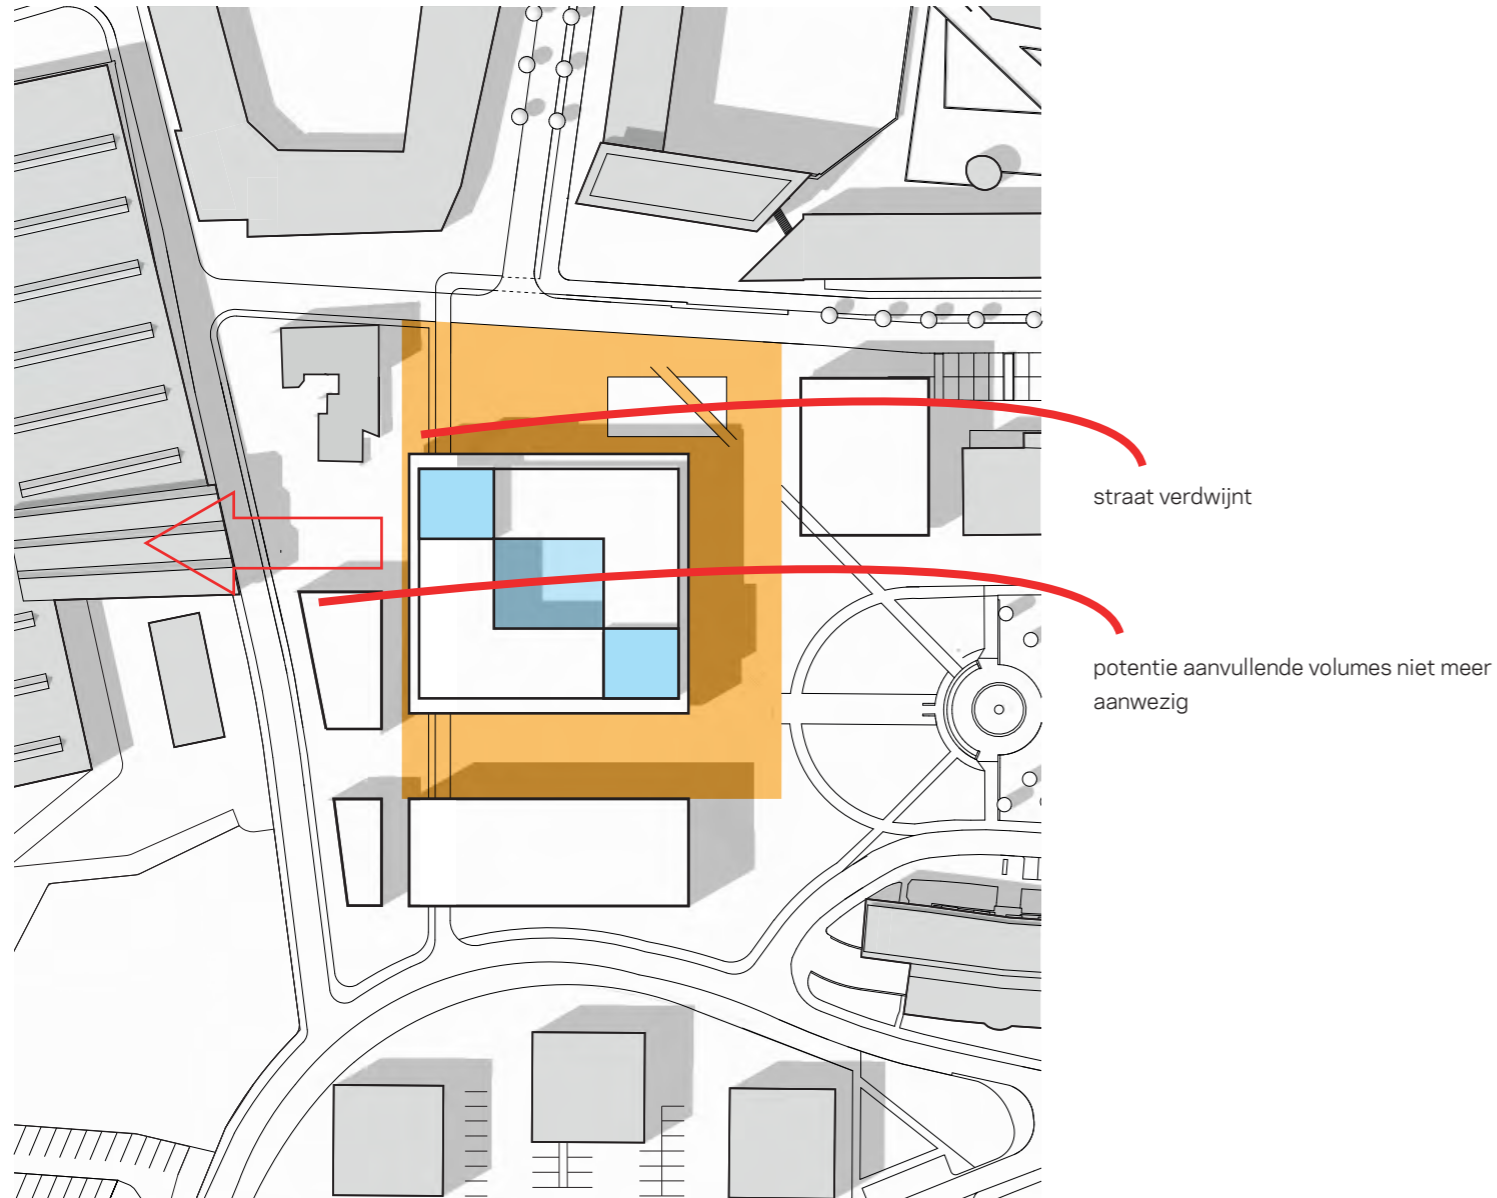 straat verdwijnt
potentie aanvullende volumes niet meer
aanwezig